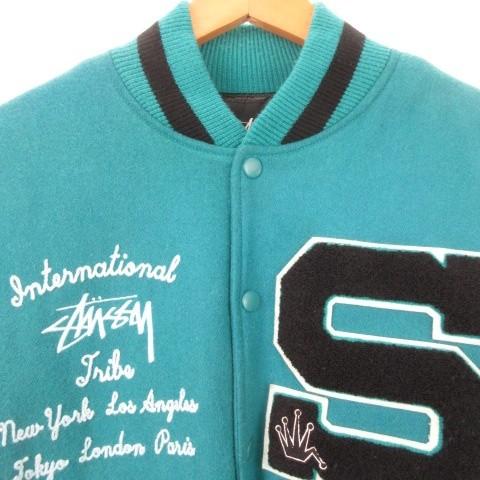 International
STÜSSY
Tribe
New York Los Angeles
Tokyo London Paris
S